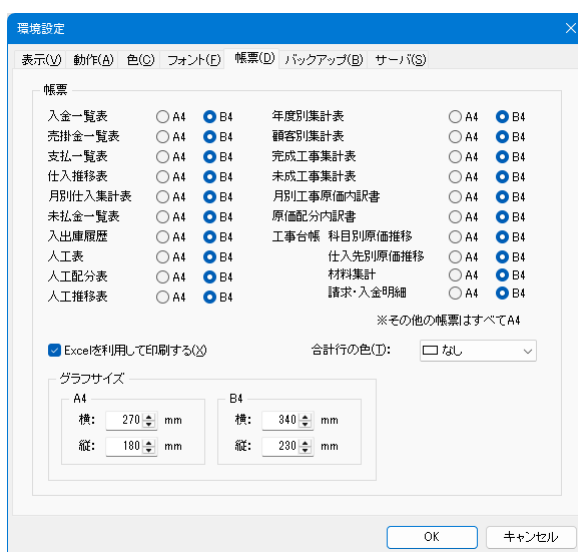 環境設定
表示(V) 動作(A) 色(C) フォント(F) 帳票(D) バックアップ(B) サーバ(S)
帳票
入金一覧表 A4 B4 年度別集計表 A4 B4
売掛金一覧表 A4 B4 顧客別集計表 A4 B4
支払一覧表 A4 B4 完成工事集計表 A4 B4
仕入推移表 A4 B4 未成工事集計表 A4 B4
月別仕入集計表 A4 B4 月別工事原価内訳書 A4 B4
未払金一覧表 A4 B4 原価配分内訳書 A4 B4
入出庫履歴 A4 B4 工事台帳 科目別原価推移 A4 B4
人工表 A4 B4 仕入先別原価推移 A4 B4
人工配分表 A4 B4 材料集計 A4 B4
人工推移表 A4 B4 請求・入金明細 A4 B4
※その他の帳票はすべてA4
Excelを利用して印刷する(X) 合計行の色(T): なし
グラフサイズ
A4 B4
横: 270 mm 横: 340 mm
縦: 180 mm 縦: 230 mm
OK キャンセル